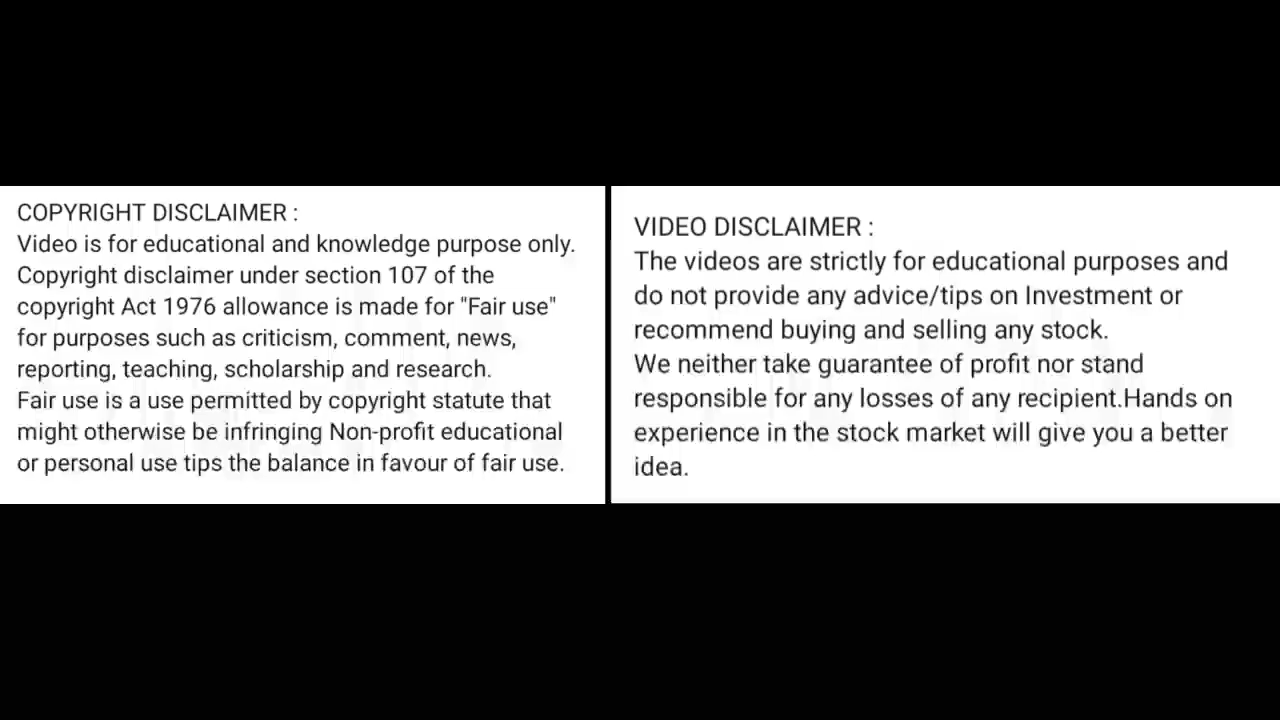 COPYRIGHT DISCLAIMER :
Video is for educational and knowledge purpose only.
Copyright disclaimer under section 107 of the
copyright Act 1976 allowance is made for "Fair use"
for purposes such as criticism, comment, news,
reporting, teaching, scholarship and research.
Fair use is a use permitted by copyright statute that
might otherwise be infringing Non-profit educational
or personal use tips the balance in favour of fair use.
VIDEO DISCLAIMER :
The videos are strictly for educational purposes and
do not provide any advice/tips on Investment or
recommend buying and selling any stock.
We neither take guarantee of profit nor stand
responsible for any losses of any recipient.Hands on
experience in the stock market will give you a better
idea.